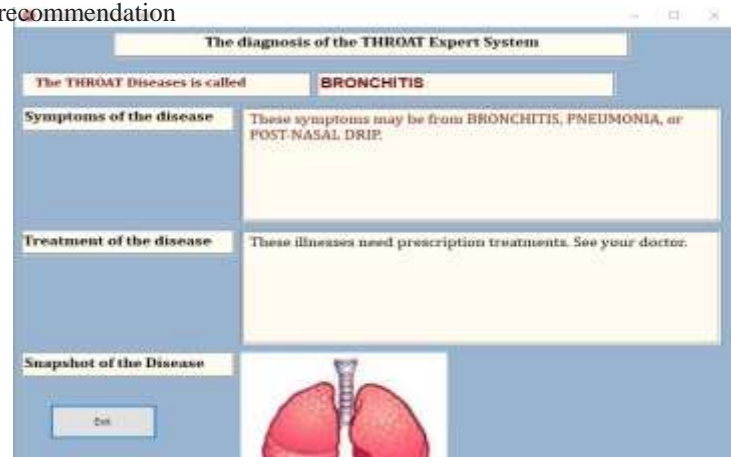 recommendation
The diagnosis of the THROAT Expert System
The THROAT Diseases is called BRONCHITIS
Symptoms of the disease
These symptoms may be from BRONCHITIS, PNEUMONIA, or
POST-NASAL DRIP.
Treatment of the disease
These illnesses need prescription treatments. See your doctor.
Snapshot of the Disease
Exit